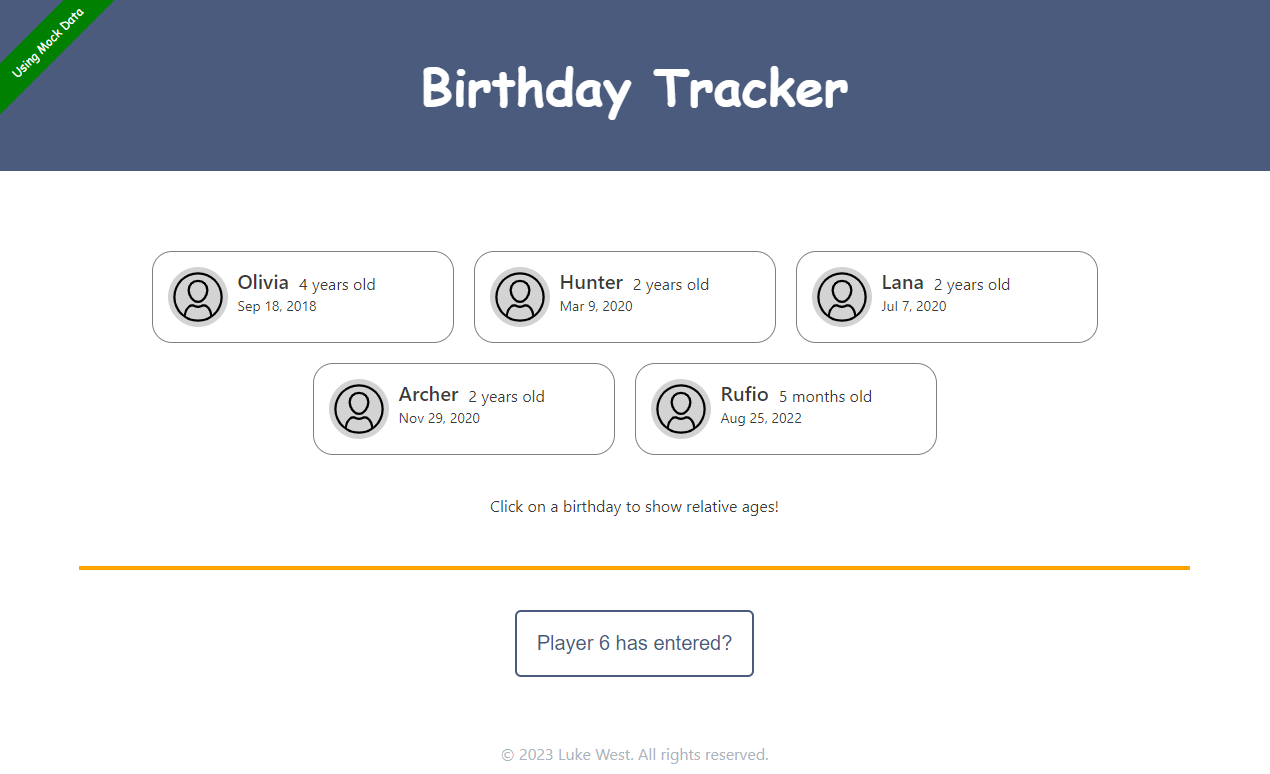 Using Mock Data
Birthday Tracker
Olivia 4 years old
Sep 18, 2018
Hunter 2 years old
Mar 9, 2020
Lana 2 years old
Jul 7, 2020
Archer 2 years old
Nov 29, 2020
Rufio 5 months old
Aug 25, 2022
Click on a birthday to show relative ages!
Player 6 has entered?
© 2023 Luke West. All rights reserved.